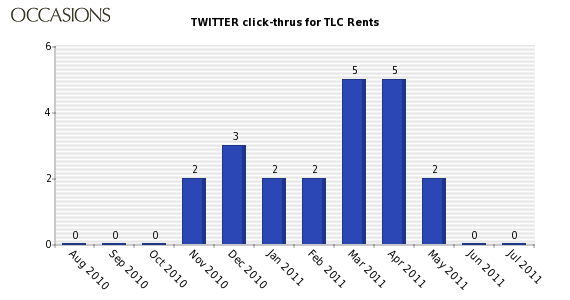 OCCASIONS
TWITTER click-thrus for TLC Rents
6
4
2
0
0 0 0 2 3 2 2 5 5 2 0 0
Aug 2010 Sep 2010 Oct 2010 Nov 2010 Dec 2010 Jan 2011 Feb 2011 Mar 2011 Apr 2011 May 2011 Jun 2011 Jul 2011